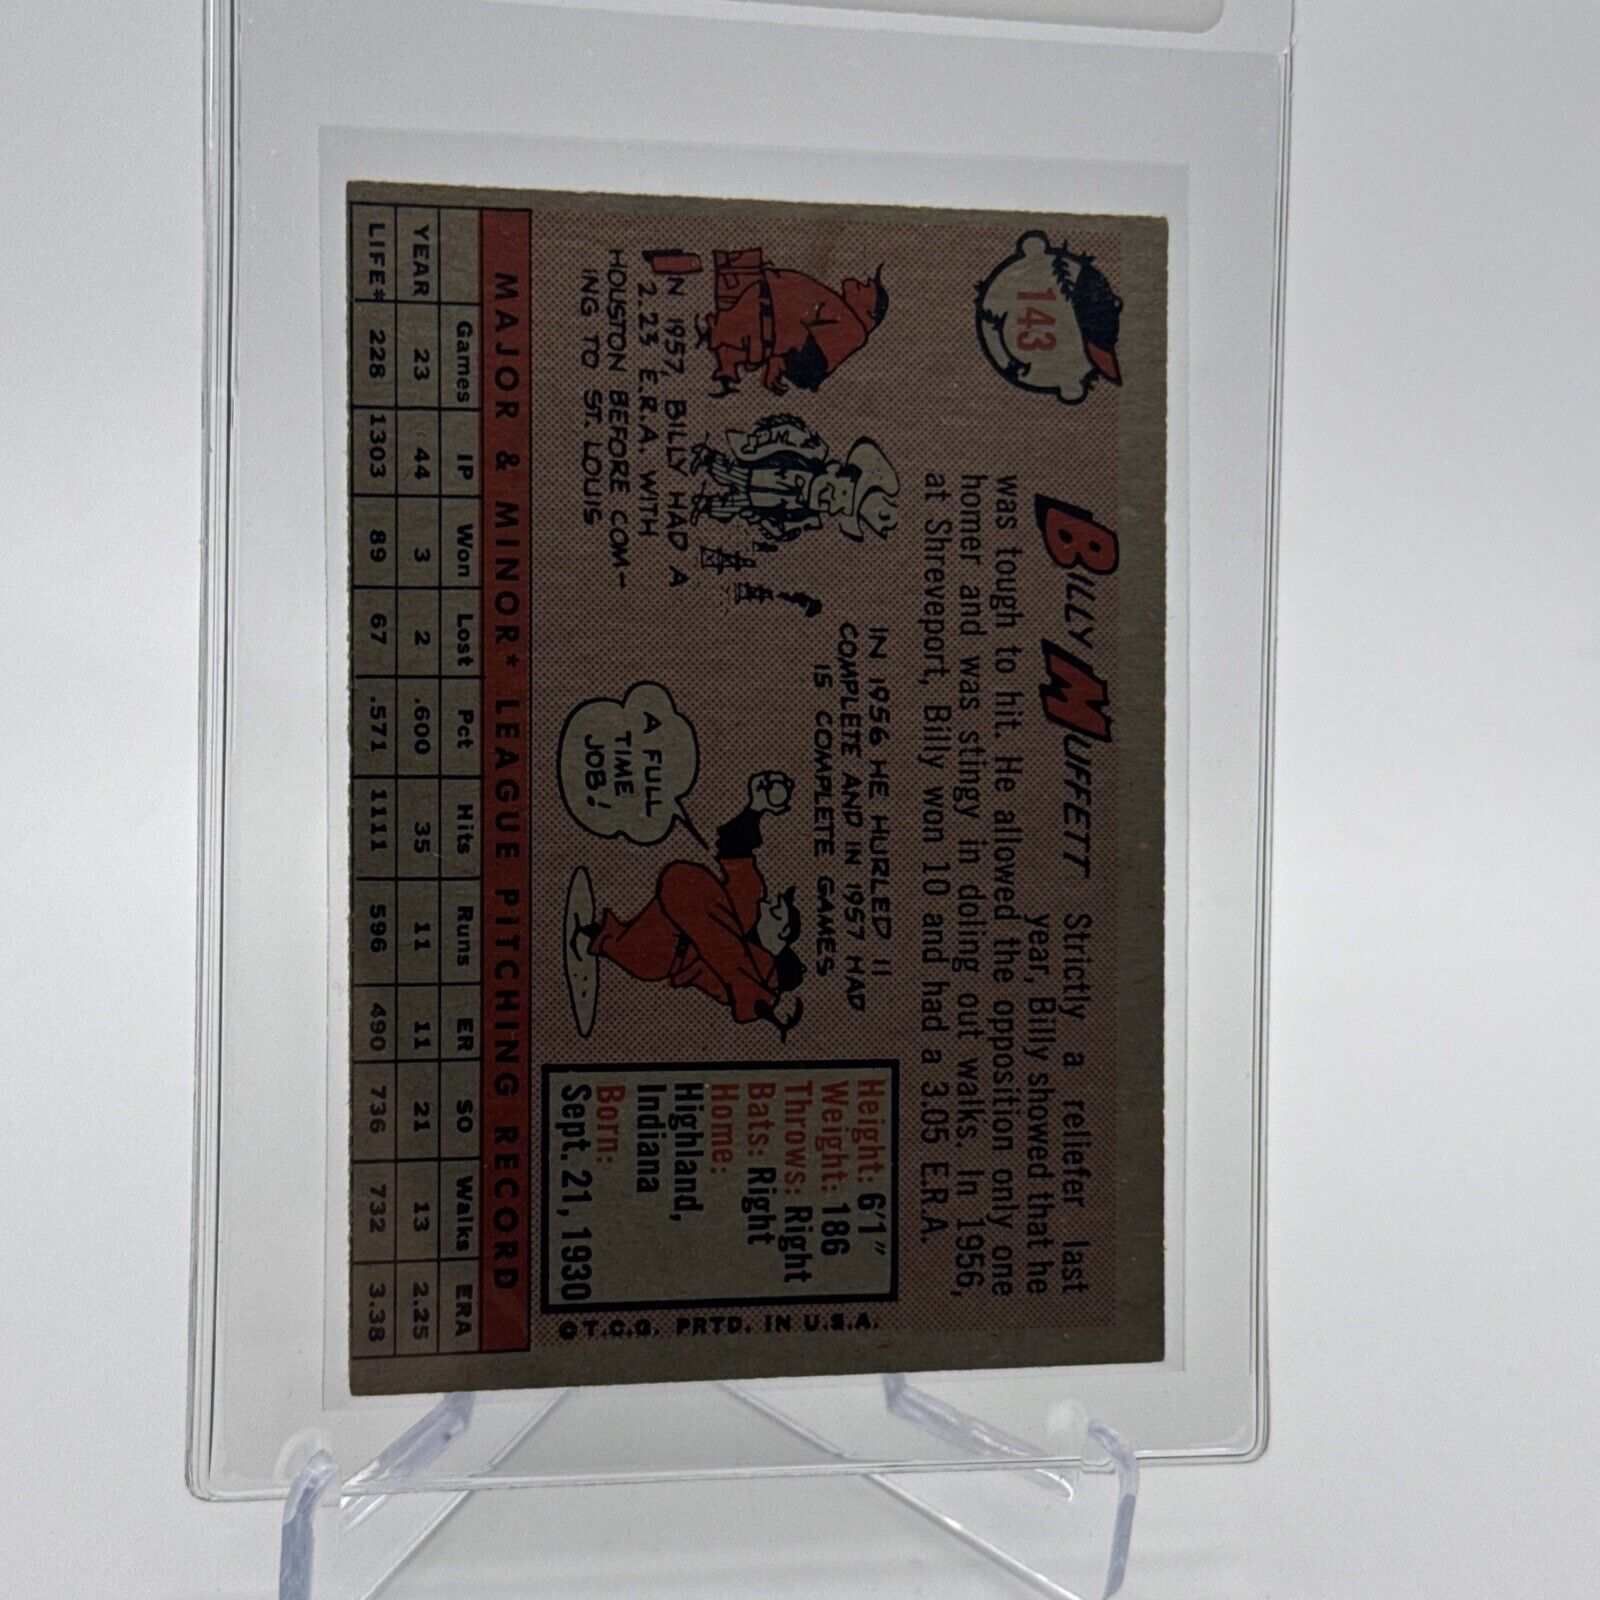 143
BILLY MUFFETT Strictly a reliefer last
year, Billy showed that he
was tough to hit. He allowed the opposition only one
homer and was stingy in doling out walks. In 1956,
at Shreveport, Billy won 10 and had a 3.05 E.R.A.
IN 1957, BILLY HAD A
2.23 E.R.A. WITH
HOUSTON BEFORE COM-
ING TO ST. LOUIS
IN 1956 HE HURLED 11
COMPLETE AND IN 1957 HAD
15 COMPLETE GAMES
A FULL
TIME
JOB!
Height: 6'1"
Weight: 186
Throws: Right
Bats: Right
Home:
Highland,
Indiana
Born:
Sept. 21, 1930
©T.C.G. PRTD. IN U.S.A.
MAJOR & MINOR* LEAGUE PITCHING RECORD
Games IP Won Lost Pct Hits Runs ER SO Walks ERA
YEAR 23 44 3 2 .600 35 11 11 21 13 2.25
LIFE* 228 1303 89 67 .571 1111 596 490 736 732 3.38